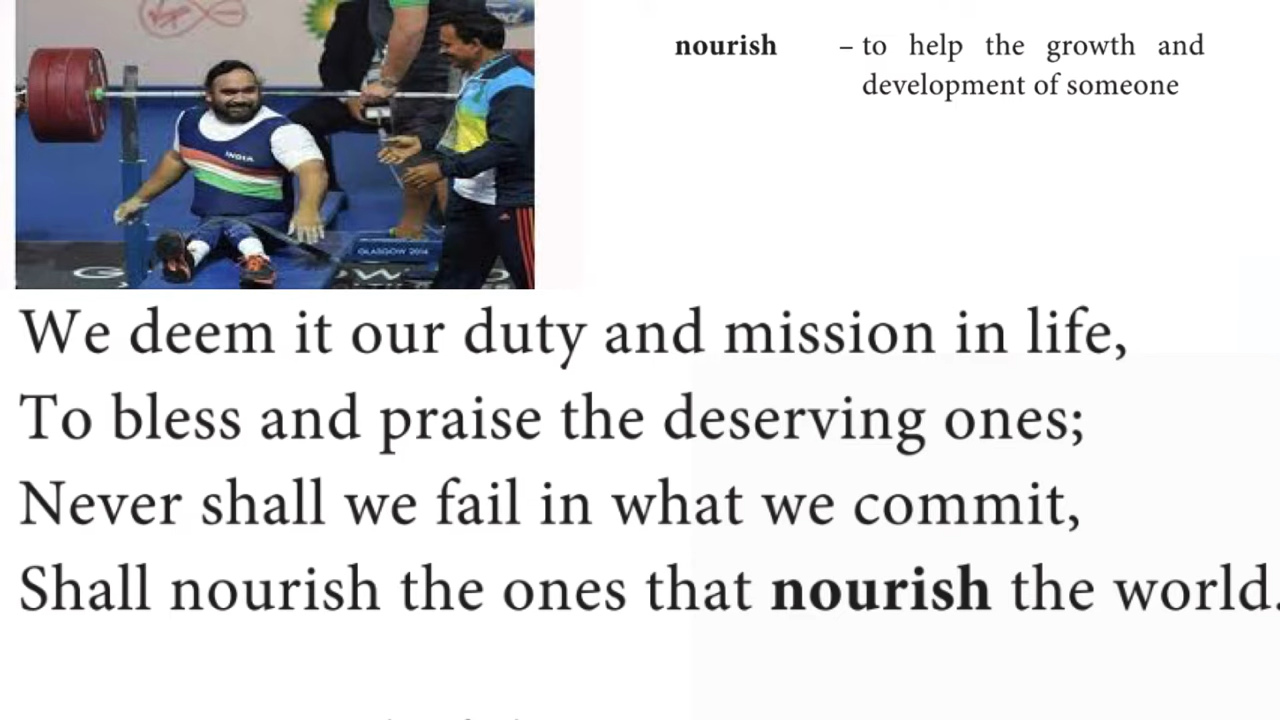 Virgin
nourish – to help the growth and
development of someone
INDIA
GLASGOW 2014
We deem it our duty and mission in life,
To bless and praise the deserving ones;
Never shall we fail in what we commit,
Shall nourish the ones that nourish the world.